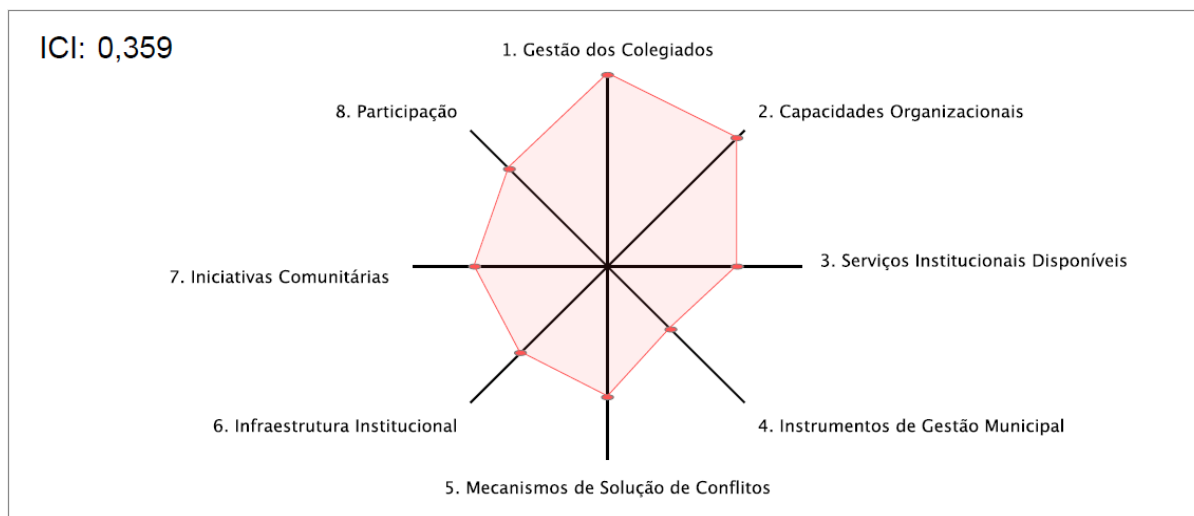 ICI: 0,359
1. Gestão dos Colegiados
8. Participação
2. Capacidades Organizacionais
3. Serviços Institucionais Disponíveis
7. Iniciativas Comunitárias
6. Infraestrutura Institucional
4. Instrumentos de Gestão Municipal
5. Mecanismos de Solução de Conflitos